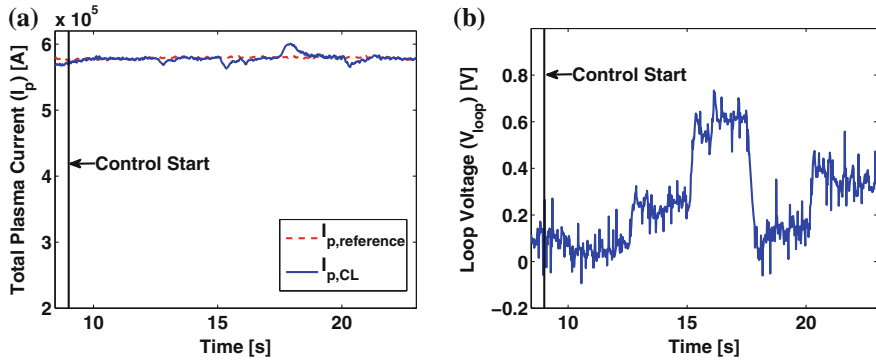 (a)
x 10^5
6
5
4
3
2
Total Plasma Current (I_p) [A]
Control Start
I_p,reference
I_p,CL
10
15
20
Time [s]
(b)
0.8
0.6
0.4
0.2
0
−0.2
Loop Voltage (V_loop) [V]
Control Start
10
15
20
Time [s]